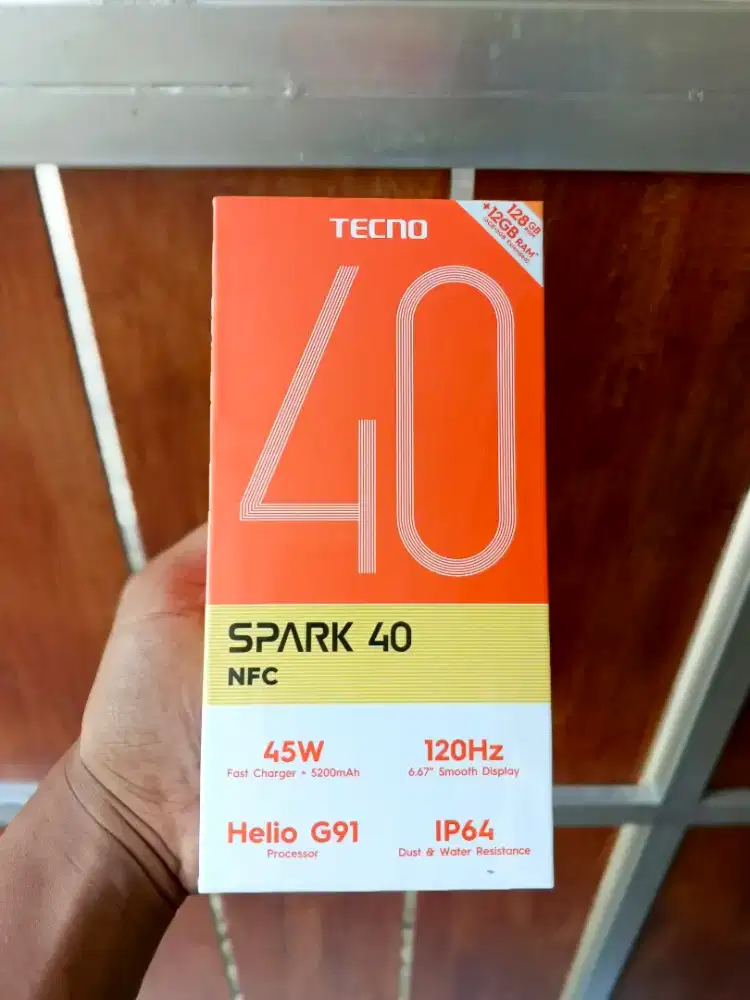 TECNO
128GB
ROM
+12GB RAM*
40
SPARK 40
NFC
45W
Fast Charger + 5200mAh
120Hz
6.67" Smooth Display
Helio G91
Processor
IP64
Dust & Water Resistance